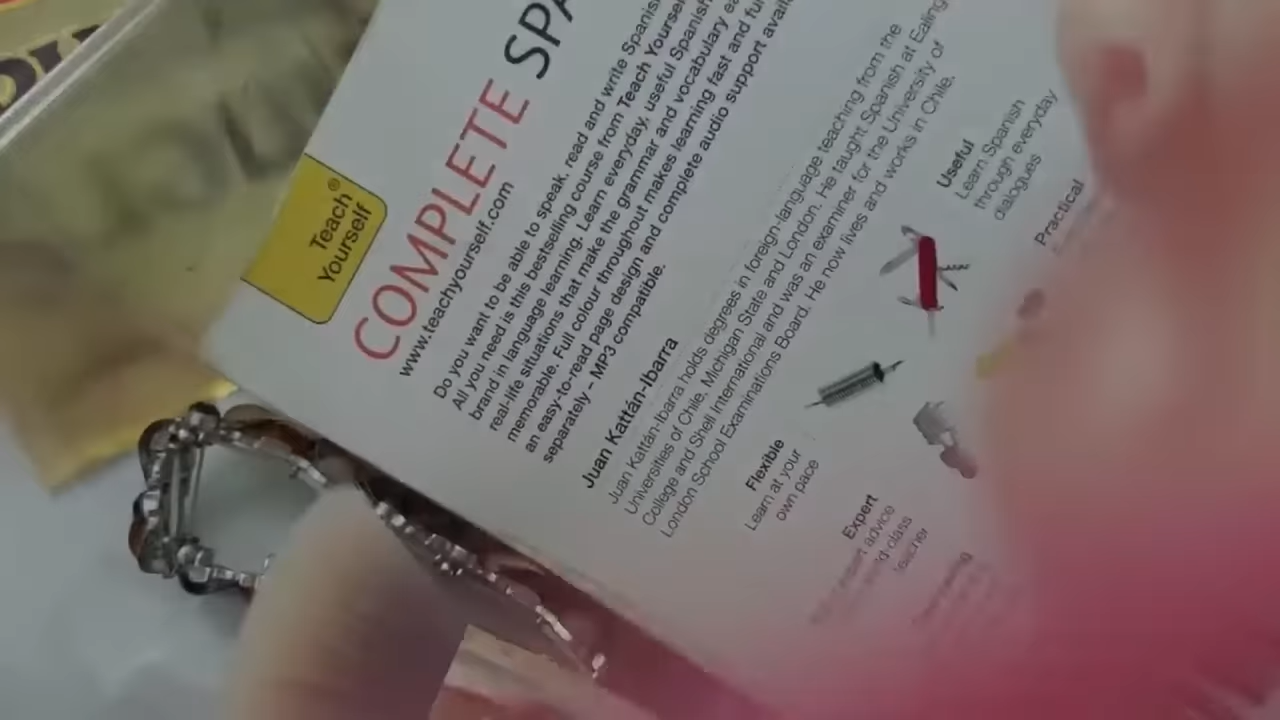 Teach
Yourself®
COMPLETE SPA
www.teachyourself.com
Do you want to be able to speak, read and write Spanish
All you need is this bestselling course from Teach Yourself
brand in language learning. Learn everyday, useful Spanish
real-life situations that make the grammar and vocabulary ea
memorable. Full colour throughout makes learning fast and fu
an easy-to-read page design and complete audio support avail
separately – MP3 compatible.
Juan Kattán-Ibarra
Juan Kattán-Ibarra holds degrees in foreign-language teaching from the
Universities of Chile, Michigan State and London. He taught Spanish at Ealing
College and Shell International and was an examiner for the University of
London School Examinations Board. He now lives and works in Chile.
Flexible
Learn at your
own pace
Useful
Learn Spanish
through everyday
dialogues
Expert
advice
Practical